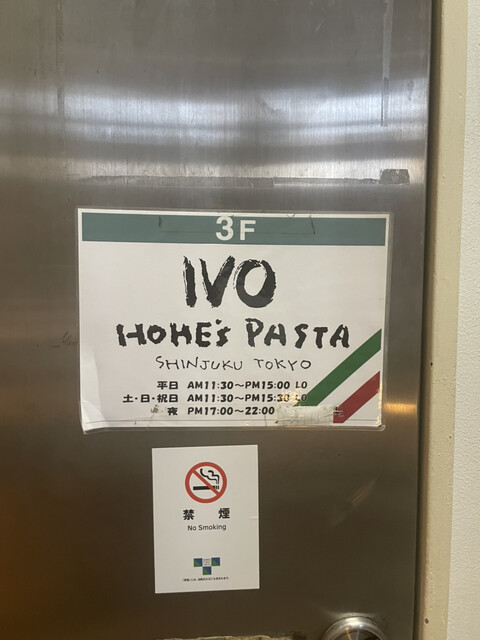 3F
IVO
HOME's PASTA
SHINJUKU TOKYO
平日 AM11:30〜PM15:00 LO
土・日・祝日 AM11:30〜PM15:30 LO
夜 PM17:00〜22:00
禁煙
No Smoking